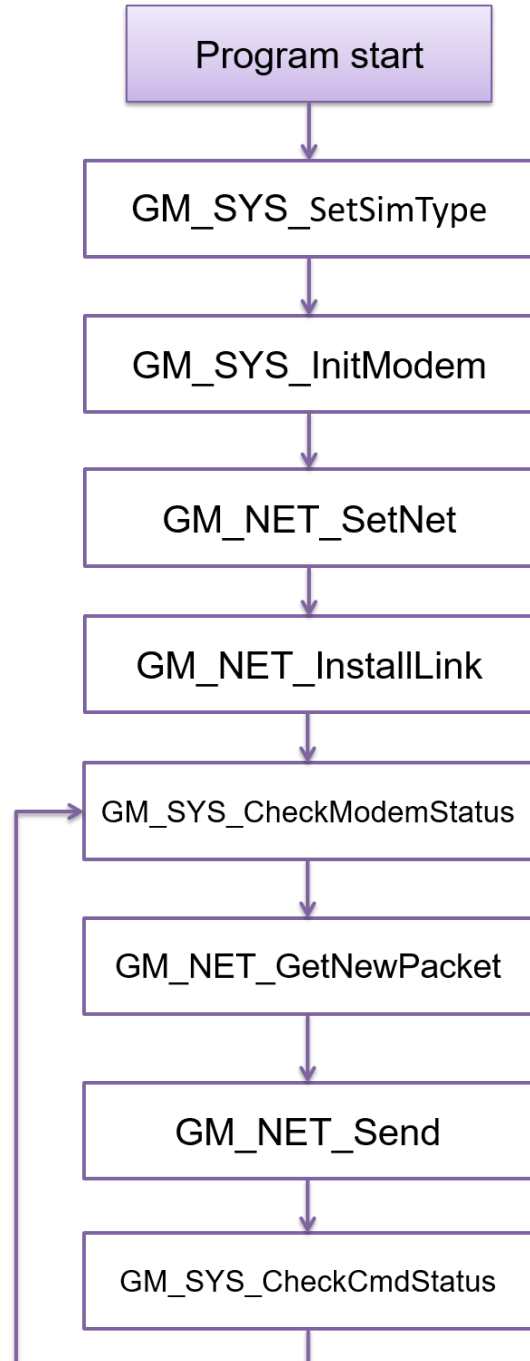 Program start
GM_SYS_SetSimType
GM_SYS_InitModem
GM_NET_SetNet
GM_NET_InstallLink
GM_SYS_CheckModemStatus
GM_NET_GetNewPacket
GM_NET_Send
GM_SYS_CheckCmdStatus